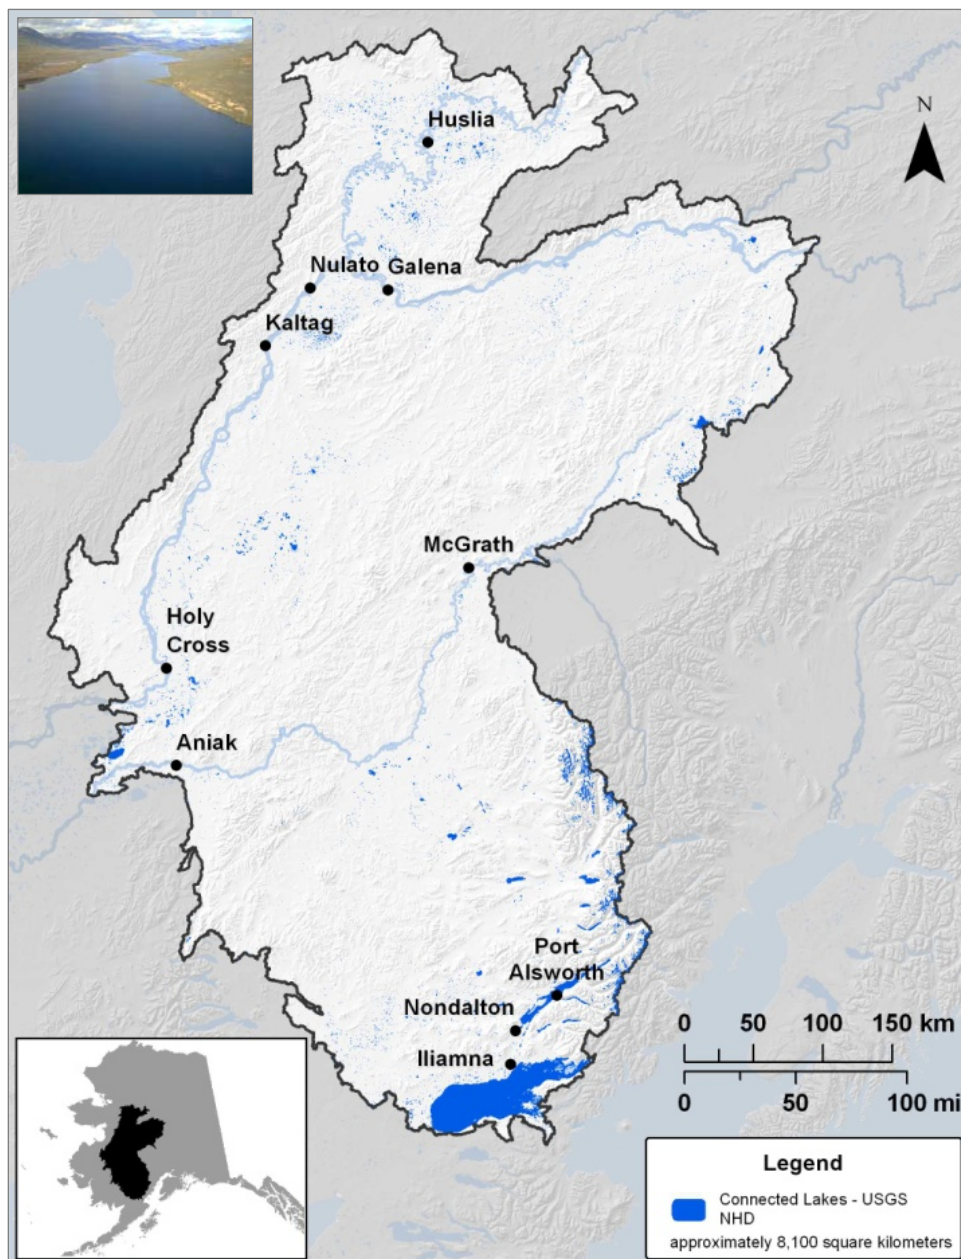 N
Huslia
Nulato
Galena
Kaltag
McGrath
Holy
Cross
Aniak
Port
Alsworth
Nondalton
Iliamna
0 50 100 150 km
0 50 100 mi
Legend
Connected Lakes - USGS
NHD
approximately 8,100 square kilometers